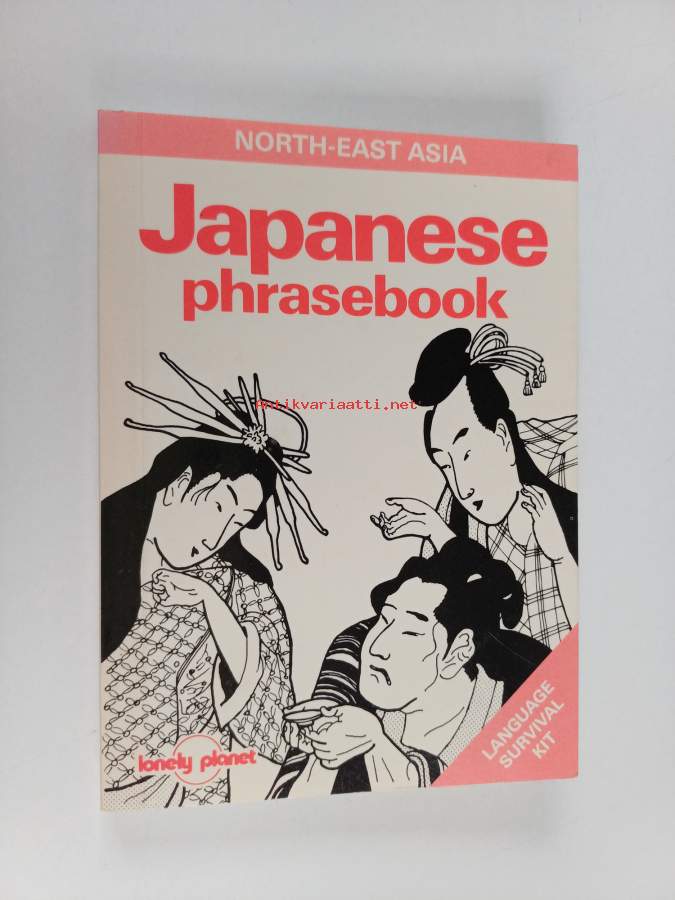 NORTH-EAST ASIA
Japanese
phrasebook
Antikvariaatti.net
lonely planet
LANGUAGE
SURVIVAL
KIT